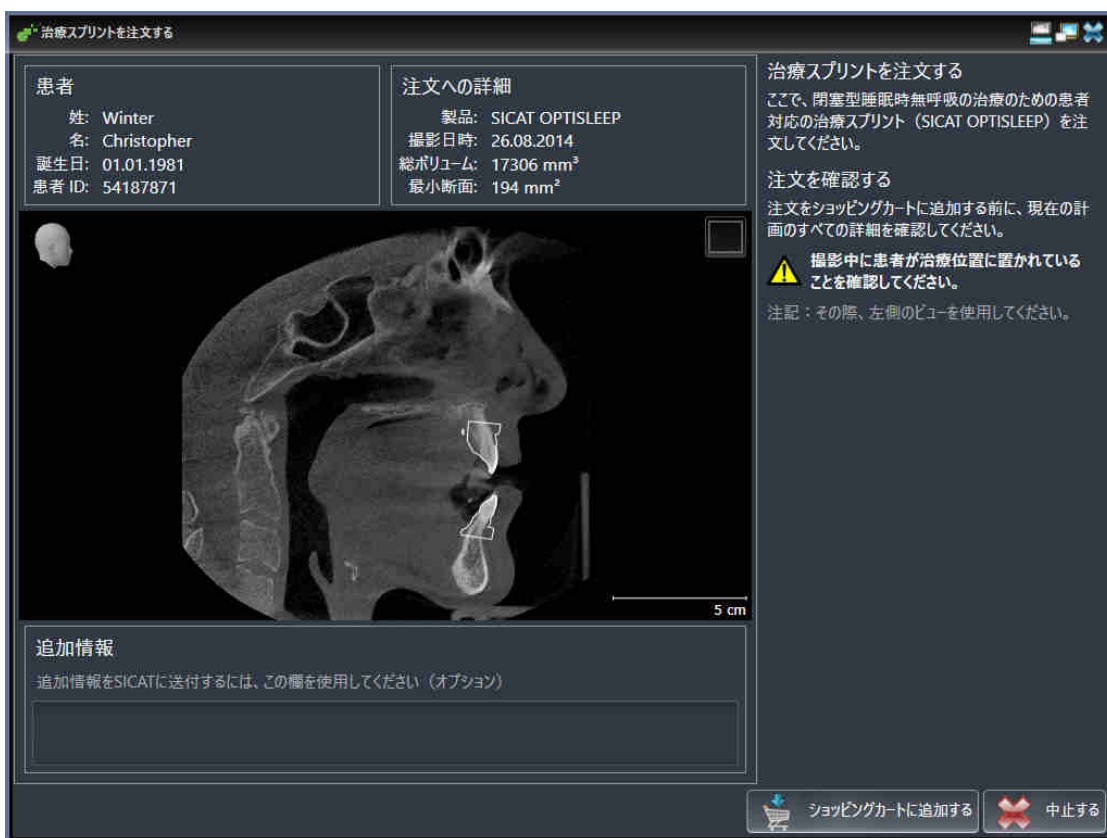 治療スプリントを注文する
患者
姓: Winter
名: Christopher
誕生日: 01.01.1981
患者 ID: 54187871
注文への詳細
製品: SICAT OPTISLEEP
撮影日時: 26.08.2014
総ボリューム: 17306 mm³
最小断面: 194 mm²
5 cm
追加情報
追加情報をSICATに送付するには、この欄を使用してください（オプション）
治療スプリントを注文する
ここで、閉塞型睡眠時無呼吸の治療のための患者
対応の治療スプリント（SICAT OPTISLEEP）を注
文してください。
注文を確認する
注文をショッピングカートに追加する前に、現在の計
画のすべての詳細を確認してください。
撮影中に患者が治療位置に置かれている
ことを確認してください。
注記：その際、左側のビューを使用してください。
ショッピングカートに追加する
中止する